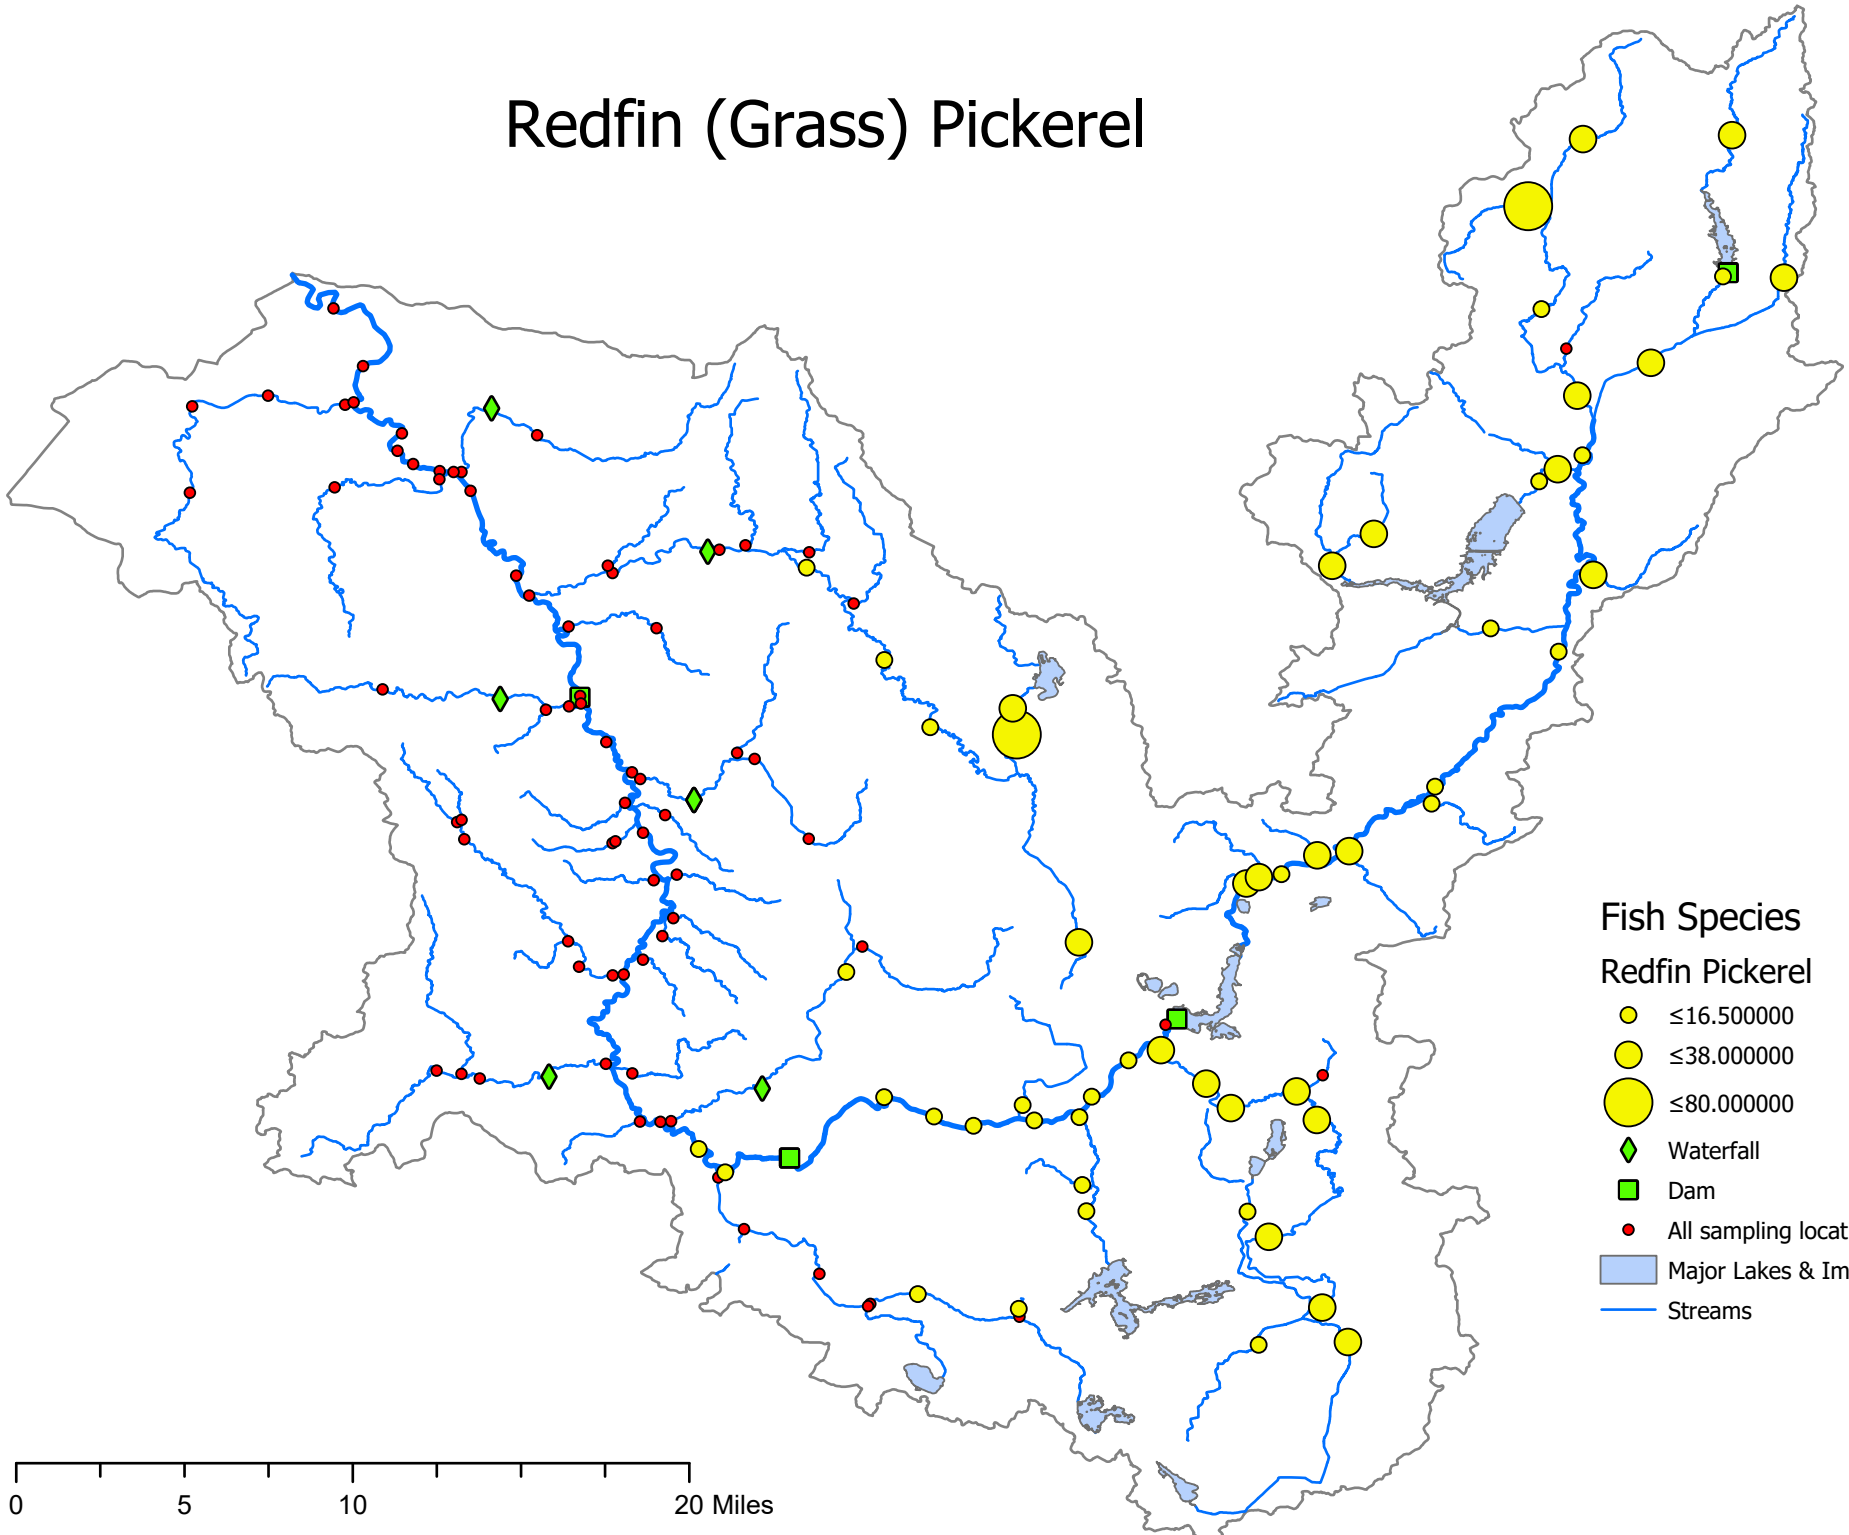 Redfin (Grass) Pickerel
Fish Species
Redfin Pickerel
≤16.500000
≤38.000000
≤80.000000
Waterfall
Dam
All sampling locat
Major Lakes & Im
Streams
0 5 10 20 Miles